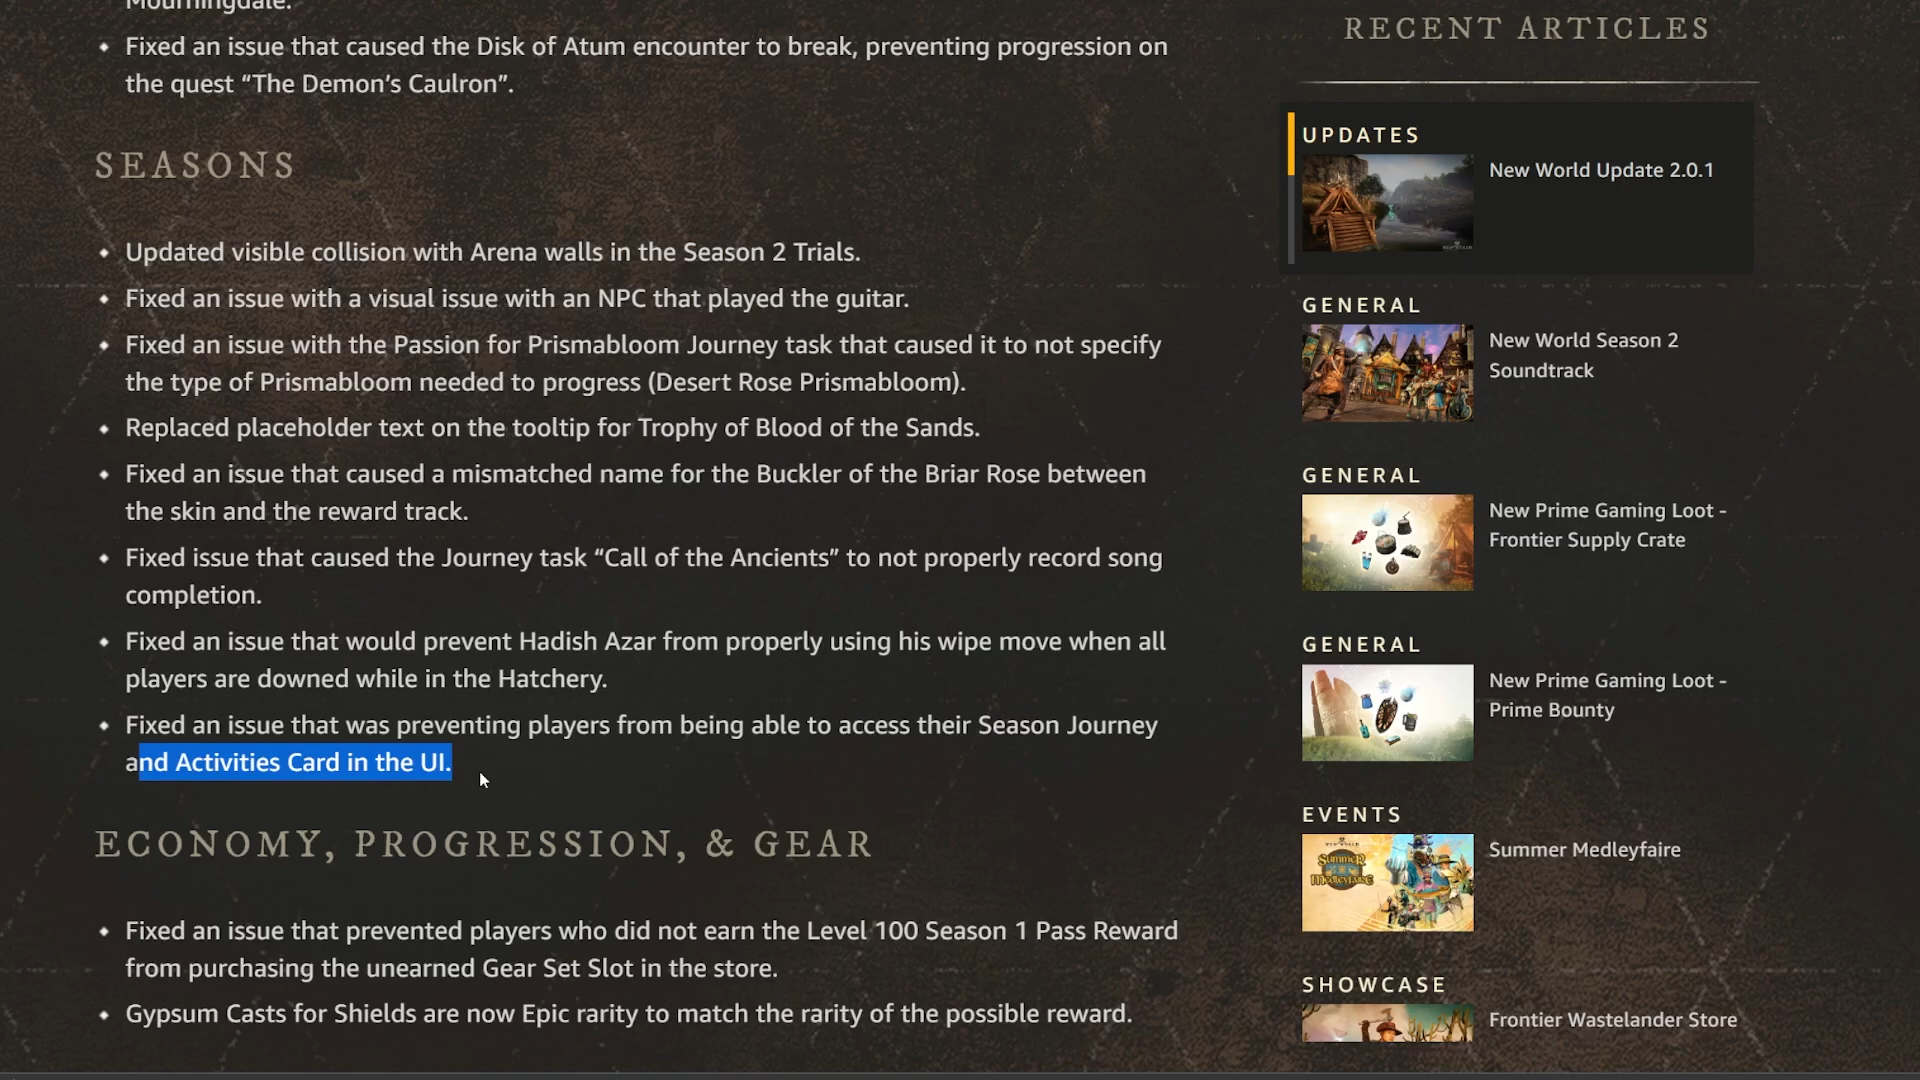 Mourningdale.
Fixed an issue that caused the Disk of Atum encounter to break, preventing progression on
the quest “The Demon’s Caulron”.
SEASONS
Updated visible collision with Arena walls in the Season 2 Trials.
Fixed an issue with a visual issue with an NPC that played the guitar.
Fixed an issue with the Passion for Prismabloom Journey task that caused it to not specify
the type of Prismabloom needed to progress (Desert Rose Prismabloom).
Replaced placeholder text on the tooltip for Trophy of Blood of the Sands.
Fixed an issue that caused a mismatched name for the Buckler of the Briar Rose between
the skin and the reward track.
Fixed issue that caused the Journey task “Call of the Ancients” to not properly record song
completion.
Fixed an issue that would prevent Hadish Azar from properly using his wipe move when all
players are downed while in the Hatchery.
Fixed an issue that was preventing players from being able to access their Season Journey
and Activities Card in the UI.
ECONOMY, PROGRESSION, & GEAR
Fixed an issue that prevented players who did not earn the Level 100 Season 1 Pass Reward
from purchasing the unearned Gear Set Slot in the store.
Gypsum Casts for Shields are now Epic rarity to match the rarity of the possible reward.
RECENT ARTICLES
UPDATES
New World Update 2.0.1
GENERAL
New World Season 2
Soundtrack
GENERAL
New Prime Gaming Loot -
Frontier Supply Crate
GENERAL
New Prime Gaming Loot -
Prime Bounty
EVENTS
SUMMER
MEDLEYFAIRE
Summer Medleyfaire
SHOWCASE
Frontier Wastelander Store